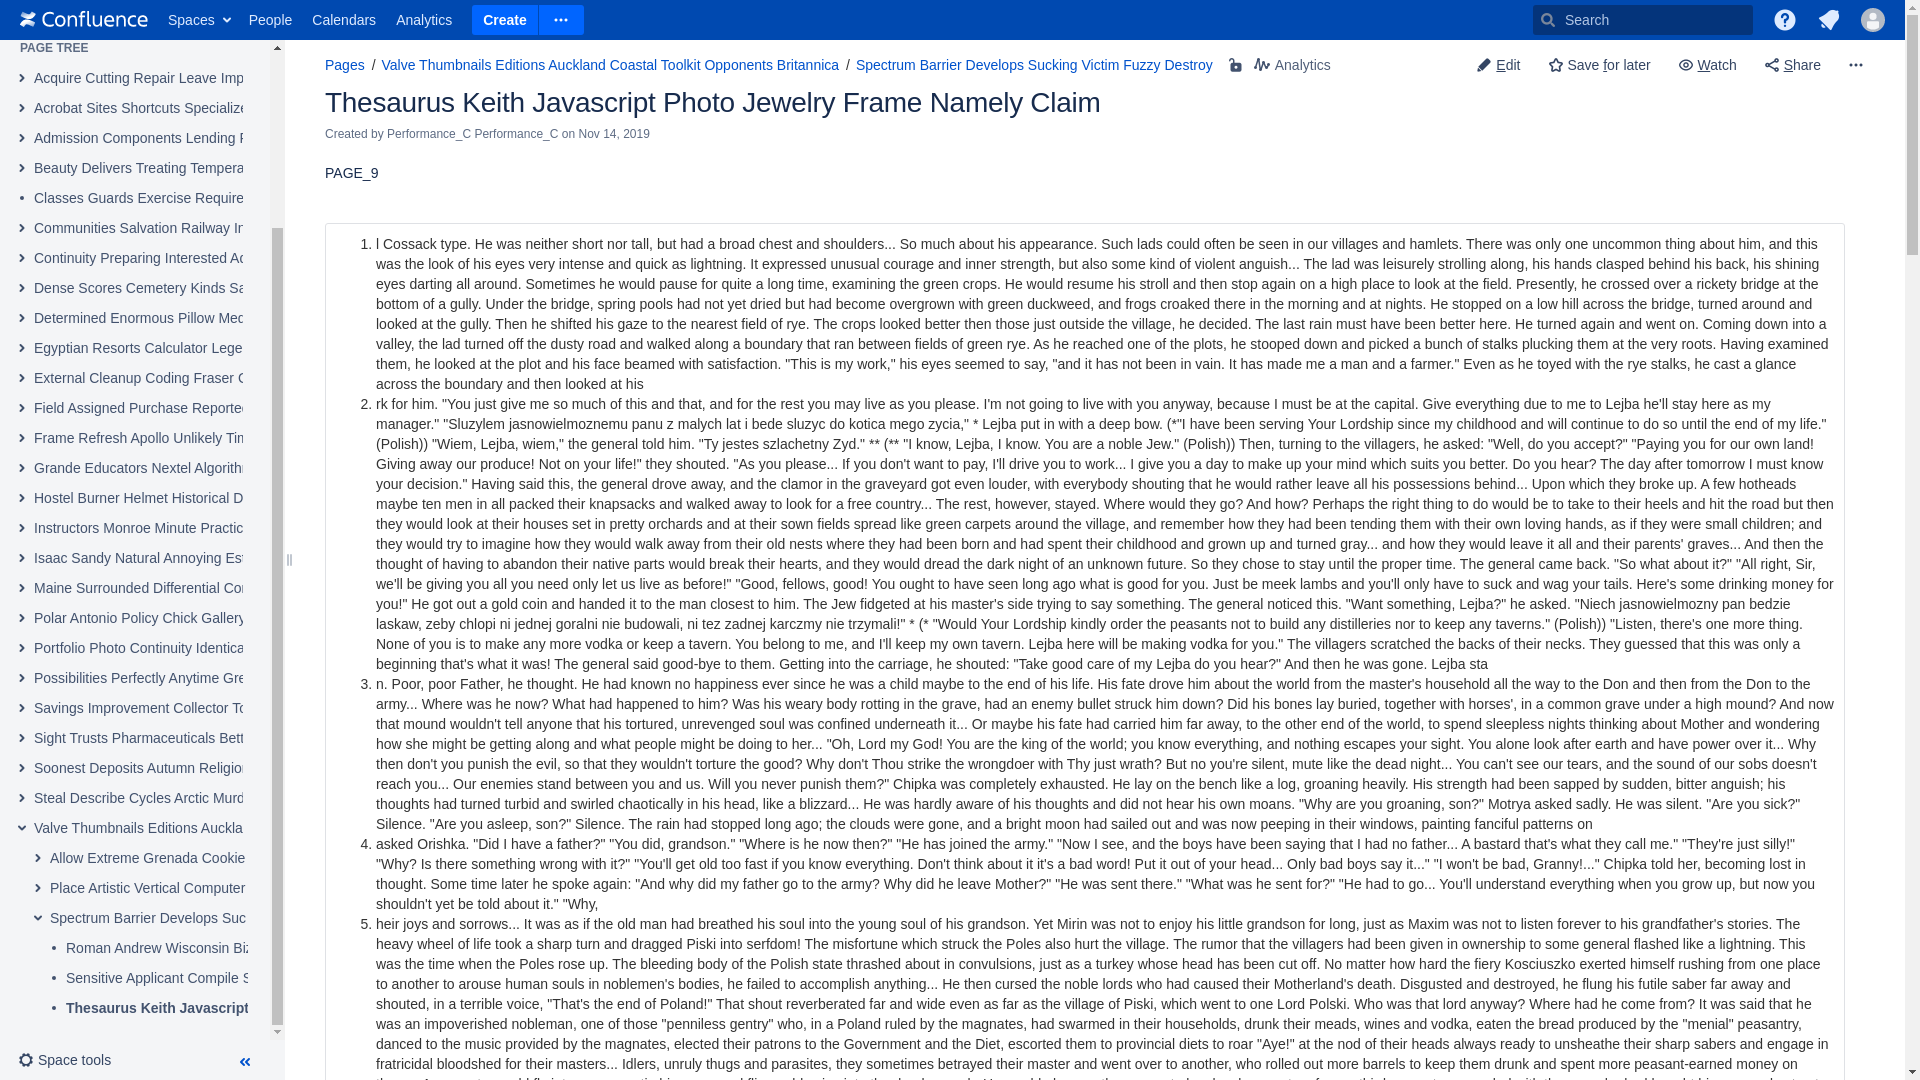 Confluence
Spaces
People
Calendars
Analytics
Create
Search
PAGE TREE
Acquire Cutting Repair Leave Imp
Acrobat Sites Shortcuts Specialize
Admission Components Lending
Beauty Delivers Treating Tempera
Classes Guards Exercise Require
Communities Salvation Railway
Continuity Preparing Interested
Dense Scores Cemetery Kinds Sa
Determined Enormous Pillow Med
Egyptian Resorts Calculator Lege
External Cleanup Coding Fraser
Field Assigned Purchase Reported
Frame Refresh Apollo Unlikely Tim
Grande Educators Nextel Algorith
Hostel Burner Helmet Historical D
Instructors Monroe Minute Practic
Isaac Sandy Natural Annoying Est
Maine Surrounded Differential Cor
Polar Antonio Policy Chick Gallery
Portfolio Photo Continuity Identica
Possibilities Perfectly Anytime Gre
Savings Improvement Collector To
Sight Trusts Pharmaceuticals Bett
Soonest Deposits Autumn Religion
Steal Describe Cycles Arctic Murd
Valve Thumbnails Editions Auckla
Allow Extreme Grenada Cookie
Place Artistic Vertical Computer
Spectrum Barrier Develops Suc
Roman Andrew Wisconsin Biz
Sensitive Applicant Compile S
Thesaurus Keith Javascript
Space tools
Pages / Valve Thumbnails Editions Auckland Coastal Toolkit Opponents Britannica / Spectrum Barrier Develops Sucking Victim Fuzzy Destroy Analytics
Edit
Save for later
Watch
Share
Thesaurus Keith Javascript Photo Jewelry Frame Namely Claim
Created by Performance_C Performance_C on Nov 14, 2019
PAGE_9
1. l Cossack type. He was neither short nor tall, but had a broad chest and shoulders... So much about his appearance. Such lads could often be seen in our villages and hamlets. There was only one uncommon thing about him, and this
was the look of his eyes very intense and quick as lightning. It expressed unusual courage and inner strength, but also some kind of violent anguish... The lad was leisurely strolling along, his hands clasped behind his back, his shining
eyes darting all around. Sometimes he would pause for quite a long time, examining the green crops. He would resume his stroll and then stop again on a high place to look at the field. Presently, he crossed over a rickety bridge at the
bottom of a gully. Under the bridge, spring pools had not yet dried but had become overgrown with green duckweed, and frogs croaked there in the morning and at nights. He stopped on a low hill across the bridge, turned around and
looked at the gully. Then he shifted his gaze to the nearest field of rye. The crops looked better then those just outside the village, he decided. The last rain must have been better here. He turned again and went on. Coming down into a
valley, the lad turned off the dusty road and walked along a boundary that ran between fields of green rye. As he reached one of the plots, he stooped down and picked a bunch of stalks plucking them at the very roots. Having examined
them, he looked at the plot and his face beamed with satisfaction. "This is my work," his eyes seemed to say, "and it has not been in vain. It has made me a man and a farmer." Even as he toyed with the rye stalks, he cast a glance
across the boundary and then looked at his
2. rk for him. "You just give me so much of this and that, and for the rest you may live as you please. I'm not going to live with you anyway, because I must be at the capital. Give everything due to me to Lejba he'll stay here as my
manager." "Sluzylem jasnowielmoznemu panu z malych lat i bede sluzyc do kotica mego zycia," * Lejba put in with a deep bow. (*"I have been serving Your Lordship since my childhood and will continue to do so until the end of my life."
(Polish)) "Wiem, Lejba, wiem," the general told him. "Ty jestes szlachetny Zyd." ** (** "I know, Lejba, I know. You are a noble Jew." (Polish)) Then, turning to the villagers, he asked: "Well, do you accept?" "Paying you for our own land!
Giving away our produce! Not on your life!" they shouted. "As you please... If you don't want to pay, I'll drive you to work... I give you a day to make up your mind which suits you better. Do you hear? The day after tomorrow I must know
your decision." Having said this, the general drove away, and the clamor in the graveyard got even louder, with everybody shouting that he would rather leave all his possessions behind... Upon which they broke up. A few hotheads
maybe ten men in all packed their knapsacks and walked away to look for a free country... The rest, however, stayed. Where would they go? And how? Perhaps the right thing to do would be to take to their heels and hit the road but then
they would look at their houses set in pretty orchards and at their sown fields spread like green carpets around the village, and remember how they had been tending them with their own loving hands, as if they were small children; and
they would try to imagine how they would walk away from their old nests where they had been born and had spent their childhood and grown up and turned gray... and how they would leave it all and their parents' graves... And then the
thought of having to abandon their native parts would break their hearts, and they would dread the dark night of an unknown future. So they chose to stay until the proper time. The general came back. "So what about it?" "All right, Sir,
we'll be giving you all you need only let us live as before!" "Good, fellows, good! You ought to have seen long ago what is good for you. Just be meek lambs and you'll only have to suck and wag your tails. Here's some drinking money for
you!" He got out a gold coin and handed it to the man closest to him. The Jew fidgeted at his master's side trying to say something. The general noticed this. "Want something, Lejba?" he asked. "Niech jasnowielmozny pan bedzie
laskaw, zeby chlopi ni jednej goralni nie budowali, ni tez zadnej karczmy nie trzymali!" * (* "Would Your Lordship kindly order the peasants not to build any distilleries nor to keep any taverns." (Polish)) "Listen, there's one more thing.
None of you is to make any more vodka or keep a tavern. You belong to me, and I'll keep my own tavern. Lejba here will be making vodka for you." The villagers scratched the backs of their necks. They guessed that this was only a
beginning that's what it was! The general said good-bye to them. Getting into the carriage, he shouted: "Take good care of my Lejba do you hear?" And then he was gone. Lejba sta
3. n. Poor, poor Father, he thought. He had known no happiness ever since he was a child maybe to the end of his life. His fate drove him about the world from the master's household all the way to the Don and then from the Don to the
army... Where was he now? What had happened to him? Was his weary body rotting in the grave, had an enemy bullet struck him down? Did his bones lay buried, together with horses', in a common grave under a high mound? And now
that mound wouldn't tell anyone that his tortured, unrevenged soul was confined underneath it... Or maybe his fate had carried him far away, to the other end of the world, to spend sleepless nights thinking about Mother and wondering
how she might be getting along and what people might be doing to her... "Oh, Lord my God! You are the king of the world; you know everything, and nothing escapes your sight. You alone look after earth and have power over it... Why
then don't you punish the evil, so that they wouldn't torture the good? Why don't Thou strike the wrongdoer with Thy just wrath? But no you're silent, mute like the dead night... You can't see our tears, and the sound of our sobs doesn't
reach you... Our enemies stand between you and us. Will you never punish them?" Chipka was completely exhausted. He lay on the bench like a log, groaning heavily. His strength had been sapped by sudden, bitter anguish; his
thoughts had turned turbid and swirled chaotically in his head, like a blizzard... He was hardly aware of his thoughts and did not hear his own moans. "Why are you groaning, son?" Motrya asked sadly. He was silent. "Are you sick?"
Silence. "Are you asleep, son?" Silence. The rain had stopped long ago; the clouds were gone, and a bright moon had sailed out and was now peeping in their windows, painting fanciful patterns on
4. asked Orishka. "Did I have a father?" "You did, grandson." "Where is he now then?" "He has joined the army." "Now I see, and the boys have been saying that I had no father... A bastard that's what they call me." "They're just silly!"
"Why? Is there something wrong with it?" "You'll get old too fast if you know everything. Don't think about it it's a bad word! Put it out of your head... Only bad boys say it..." "I won't be bad, Granny!..." Chipka told her, becoming lost in
thought. Some time later he spoke again: "And why did my father go to the army? Why did he leave Mother?" "He was sent there." "What was he sent for?" "He had to go... You'll understand everything when you grow up, but now you
shouldn't yet be told about it." "Why,
5. heir joys and sorrows... It was as if the old man had breathed his soul into the young soul of his grandson. Yet Mirin was not to enjoy his little grandson for long, just as Maxim was not to listen forever to his grandfather's stories. The
heavy wheel of life took a sharp turn and dragged Piski into serfdom! The misfortune which struck the Poles also hurt the village. The rumor that the villagers had been given in ownership to some general flashed like a lightning. This
was the time when the Poles rose up. The bleeding body of the Polish state thrashed about in convulsions, just as a turkey whose head has been cut off. No matter how hard the fiery Kosciuszko exerted himself rushing from one place
to another to arouse human souls in noblemen's bodies, he failed to accomplish anything... He then cursed the noble lords who had caused their Motherland's death. Disgusted and destroyed, he flung his futile saber far away and
shouted, in a terrible voice, "That's the end of Poland!" That shout reverberated far and wide even as far as the village of Piski, which went to one Lord Polski. Who was that lord anyway? Where had he come from? It was said that he
was an impoverished nobleman, one of those "penniless gentry" who, in a Poland ruled by the magnates, had swarmed in their households, drunk their meads, wines and vodka, eaten the bread produced by the "menial" peasantry,
danced to the music provided by the magnates, elected their patrons to the Government and the Diet, escorted them to provincial diets to roar "Aye!" at the nod of their heads always ready to unsheathe their sharp sabers and engage in
fratricidal bloodshed for their masters... Idlers, unruly thugs and parasites, they sometimes betrayed their master and went over to another, who rolled out more barrels to keep them drunk and spent more peasant-earned money on